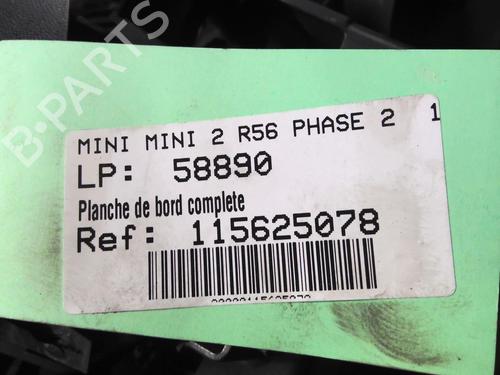 B-PARTS
MINI MINI 2 R56 PHASE 2 1
LP: 58890
Planche de bord complete
Ref: 115625078